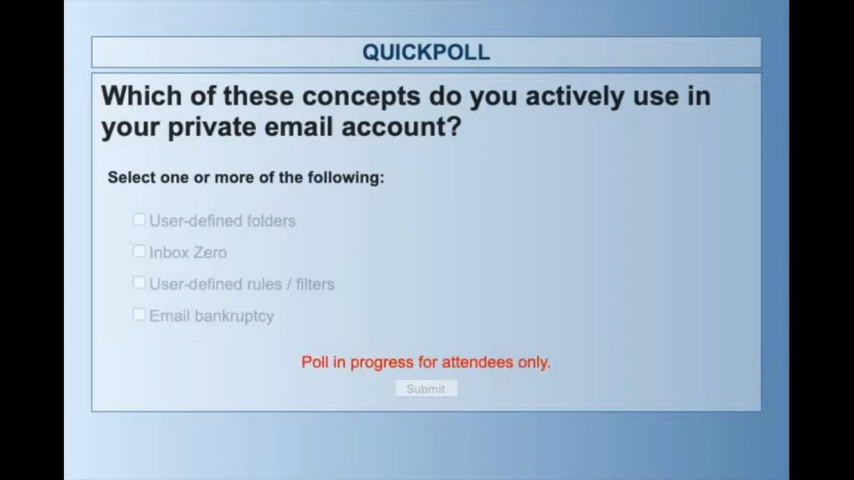 QUICKPOLL
Which of these concepts do you actively use in
your private email account?
Select one or more of the following:
User-defined folders
Inbox Zero
User-defined rules / filters
Email bankruptcy
Poll in progress for attendees only.
Submit